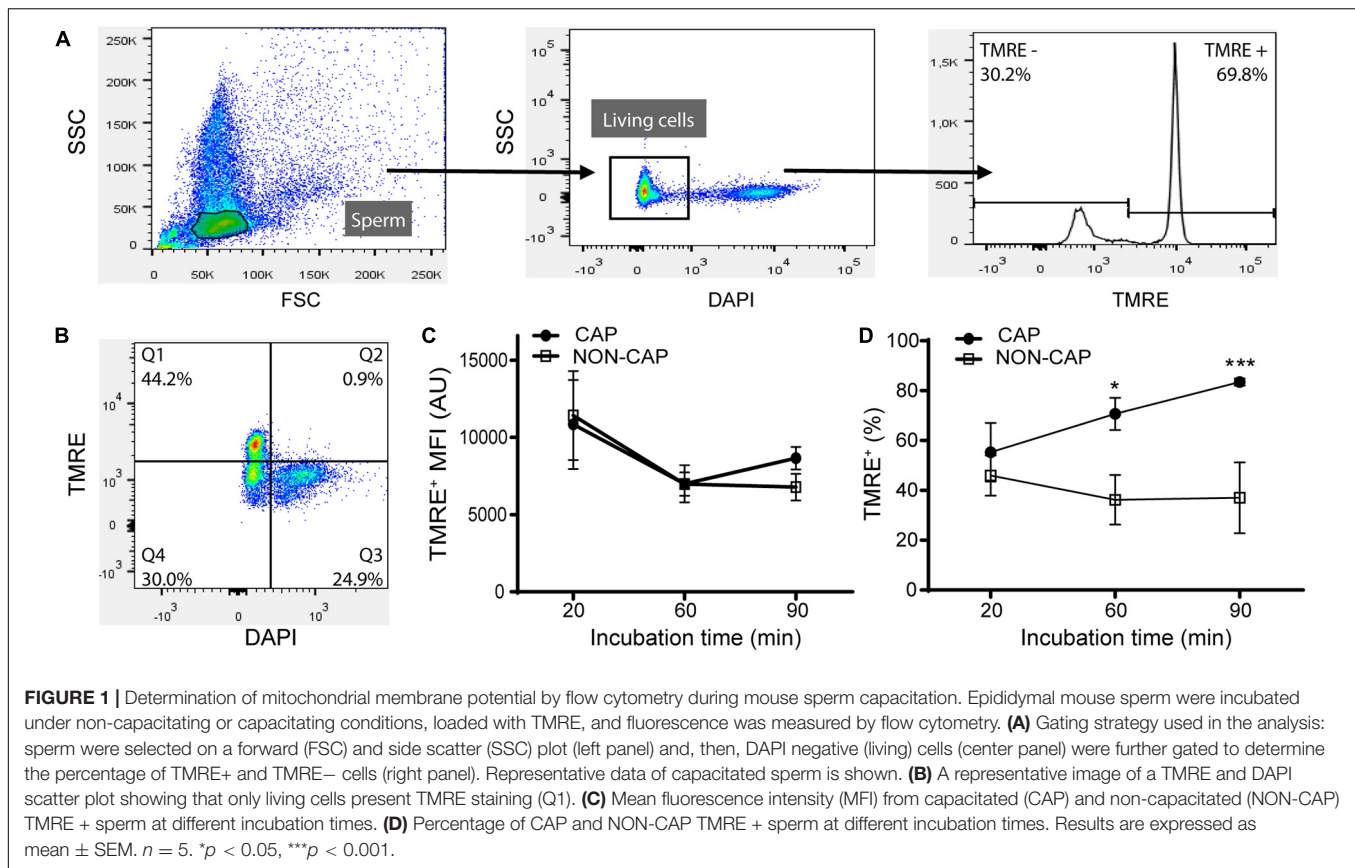 A
250K
200K
150K
100K
50K
0
SSC
0 50K 100K 150K 200K 250K
FSC
Sperm
10^5
10^4
10^3
0
-10^3
SSC
Living cells
-10^3 0 10^3 10^4 10^5
DAPI
TMRE -
30.2%
TMRE +
69.8%
1,5K
1,0K
500
0
-10^3 0 10^3 10^4 10^5
TMRE
B
Q1
44.2%
Q2
0.9%
Q4
30.0%
Q3
24.9%
10^4
10^3
0
-10^3
TMRE
-10^3 0 10^3
DAPI
C
CAP
NON-CAP
15000
10000
5000
0
TMRE+ MFI (AU)
20 60 90
Incubation time (min)
D
CAP
NON-CAP
* ***
100
80
60
40
20
0
TMRE+ (%)
20 60 90
Incubation time (min)
FIGURE 1 | Determination of mitochondrial membrane potential by flow cytometry during mouse sperm capacitation. Epididymal mouse sperm were incubated
under non-capacitating or capacitating conditions, loaded with TMRE, and fluorescence was measured by flow cytometry. (A) Gating strategy used in the analysis:
sperm were selected on a forward (FSC) and side scatter (SSC) plot (left panel) and, then, DAPI negative (living) cells (center panel) were further gated to determine
the percentage of TMRE+ and TMRE− cells (right panel). Representative data of capacitated sperm is shown. (B) A representative image of a TMRE and DAPI
scatter plot showing that only living cells present TMRE staining (Q1). (C) Mean fluorescence intensity (MFI) from capacitated (CAP) and non-capacitated (NON-CAP)
TMRE + sperm at different incubation times. (D) Percentage of CAP and NON-CAP TMRE + sperm at different incubation times. Results are expressed as
mean ± SEM. n = 5. *p < 0.05, ***p < 0.001.